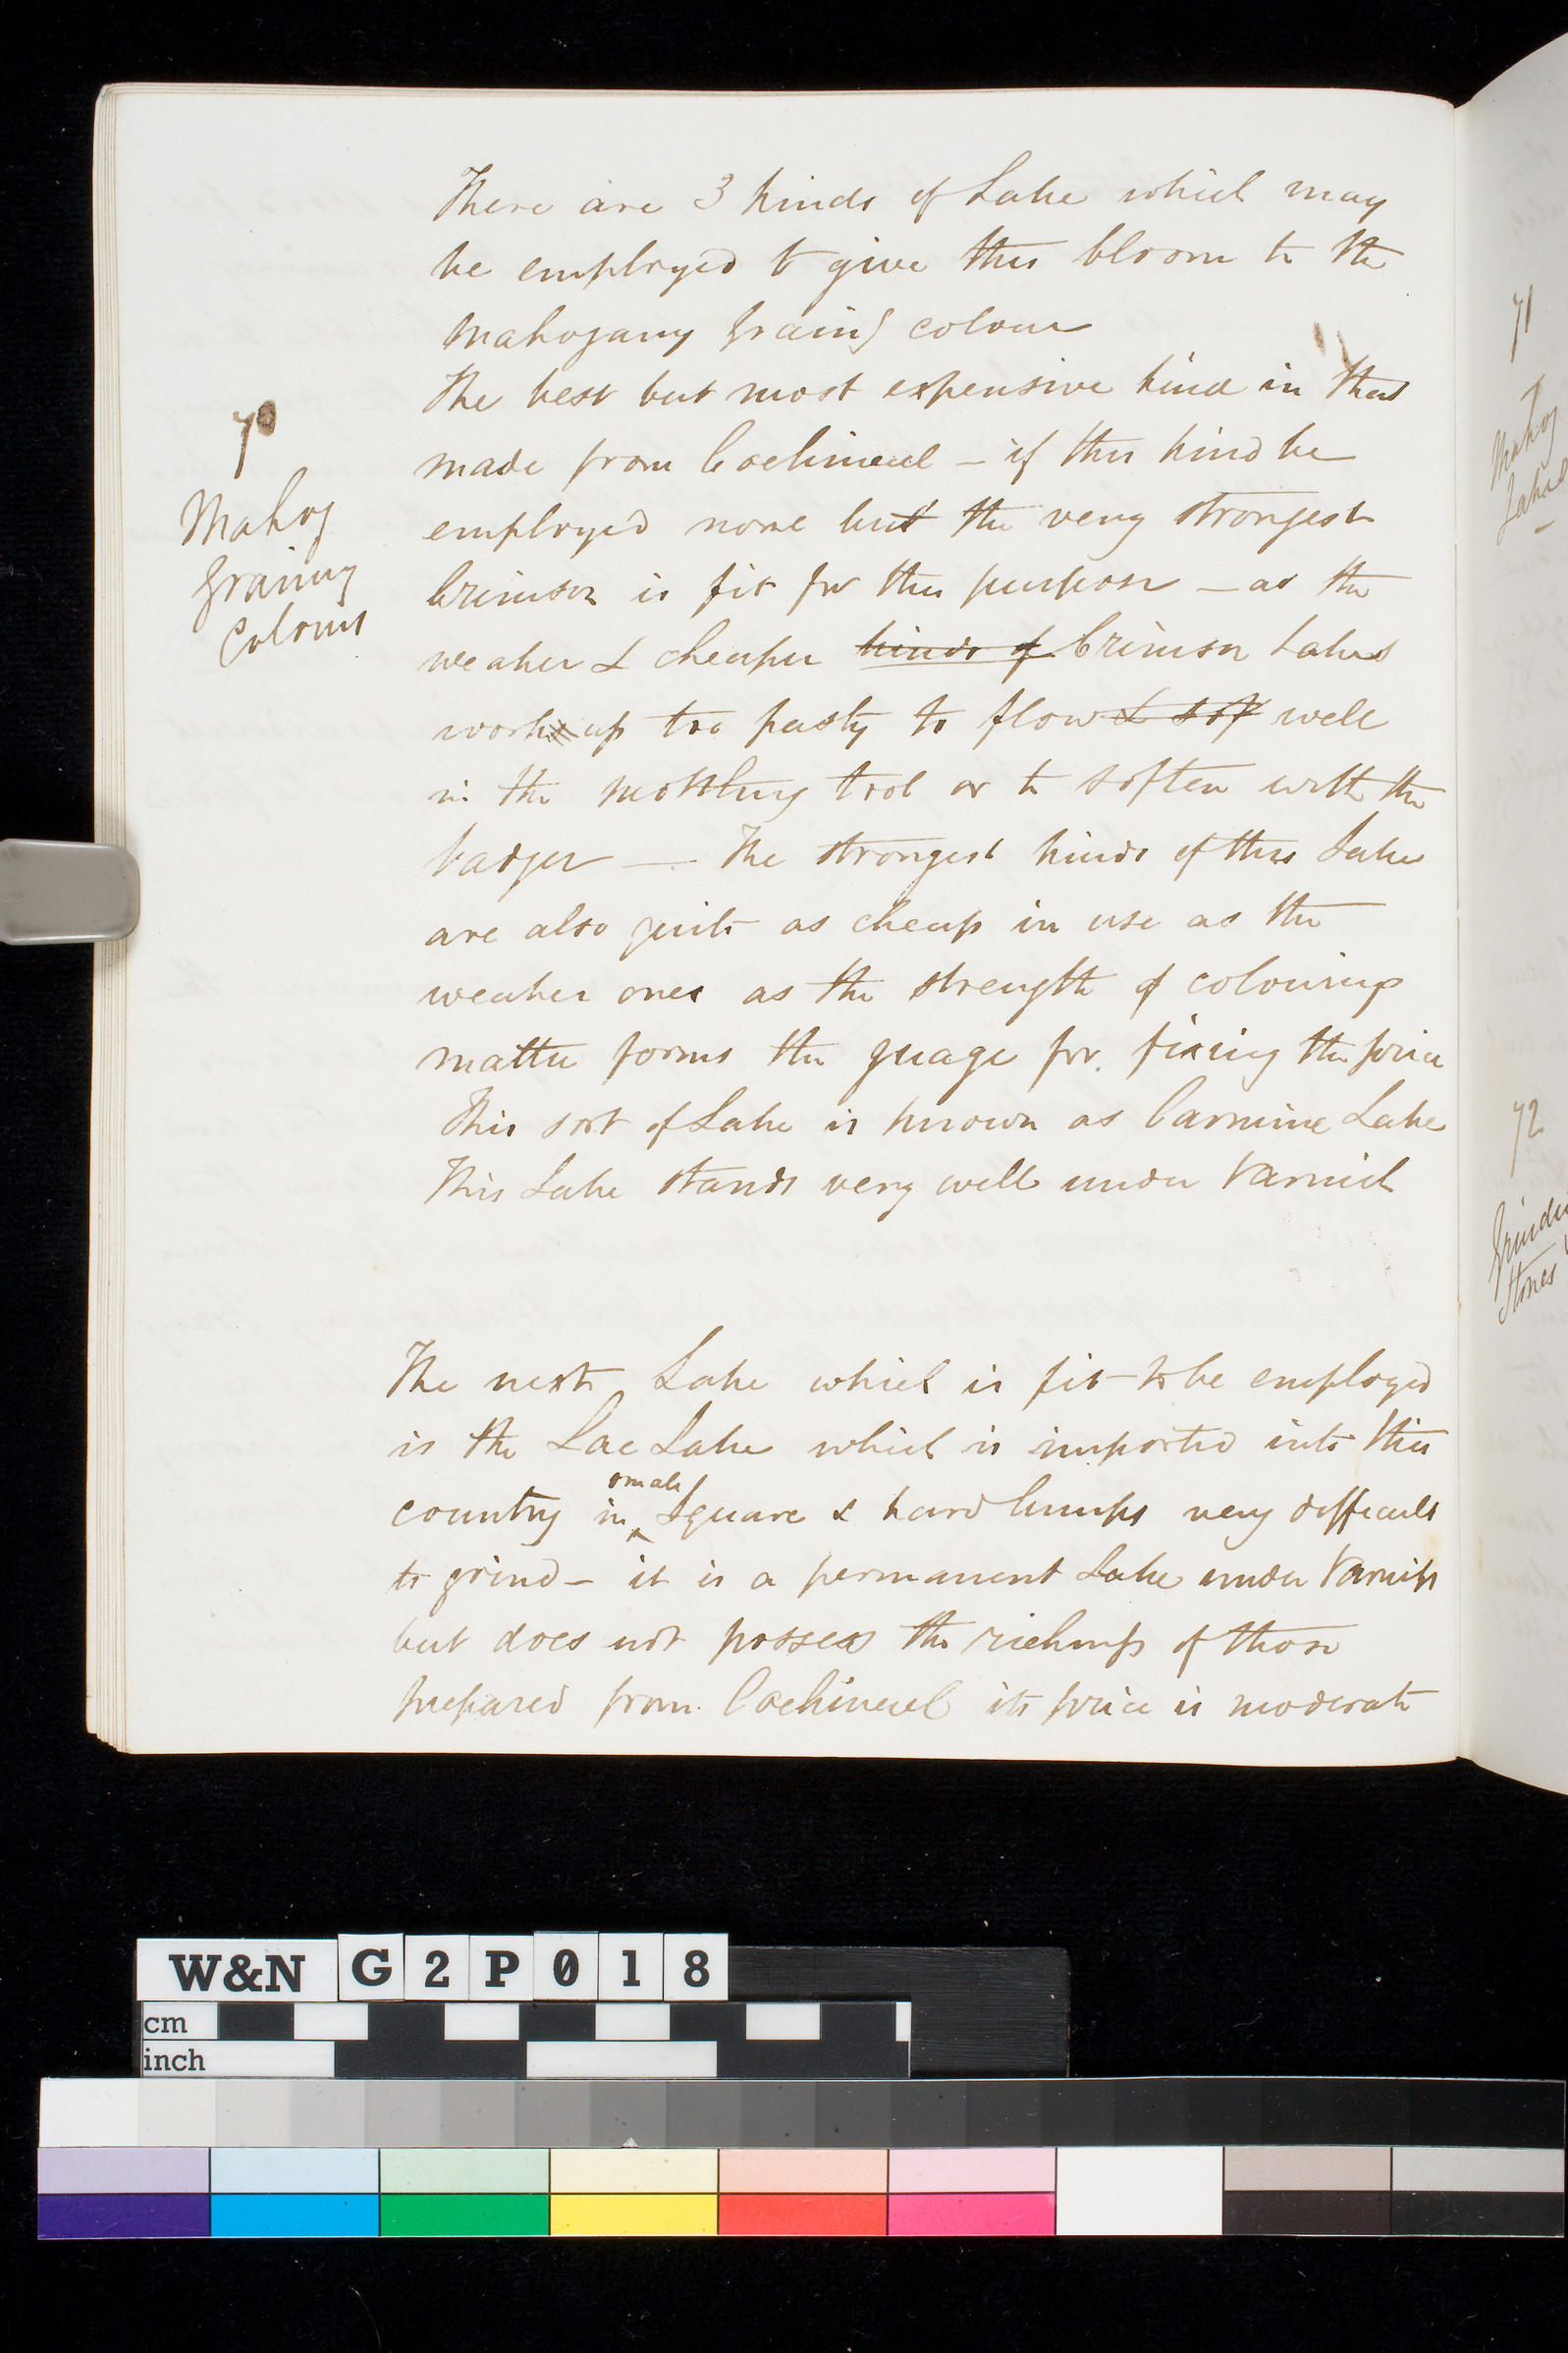 There are 3 kinds of Lake which may
be employed to give this bloom to the
Mahogany Graing colour
70
Mahog
Graining
Colours
The best but most expensive kind in that
made from Cochineal - if this kind be
employed none but the very strongest
Crimson is fit for this purpose - as the
weaker & cheaper kinds of Crimson Lakes
works up too pasty to flow & sof well
in the mottling tool or to soften with the
badger — The strongest kinds of this Lake
are also quite as cheap in use as the
weaker ones as the strength of colouring
matter forms the guage for fixing the price
This sort of Lake is known as Carmine Lake
This Lake stands very well under Varnish
The next Lake which is fit to be employed
is the Lac Lake which is imported into this
country in small Square & hard lumps very difficult
to grind - it is a permanent Lake under Varnish
but does not possess the richness of those
prepared from Cochineal its price is moderate
71
Mahog
72
Stones
W&N G2P018
cm
inch